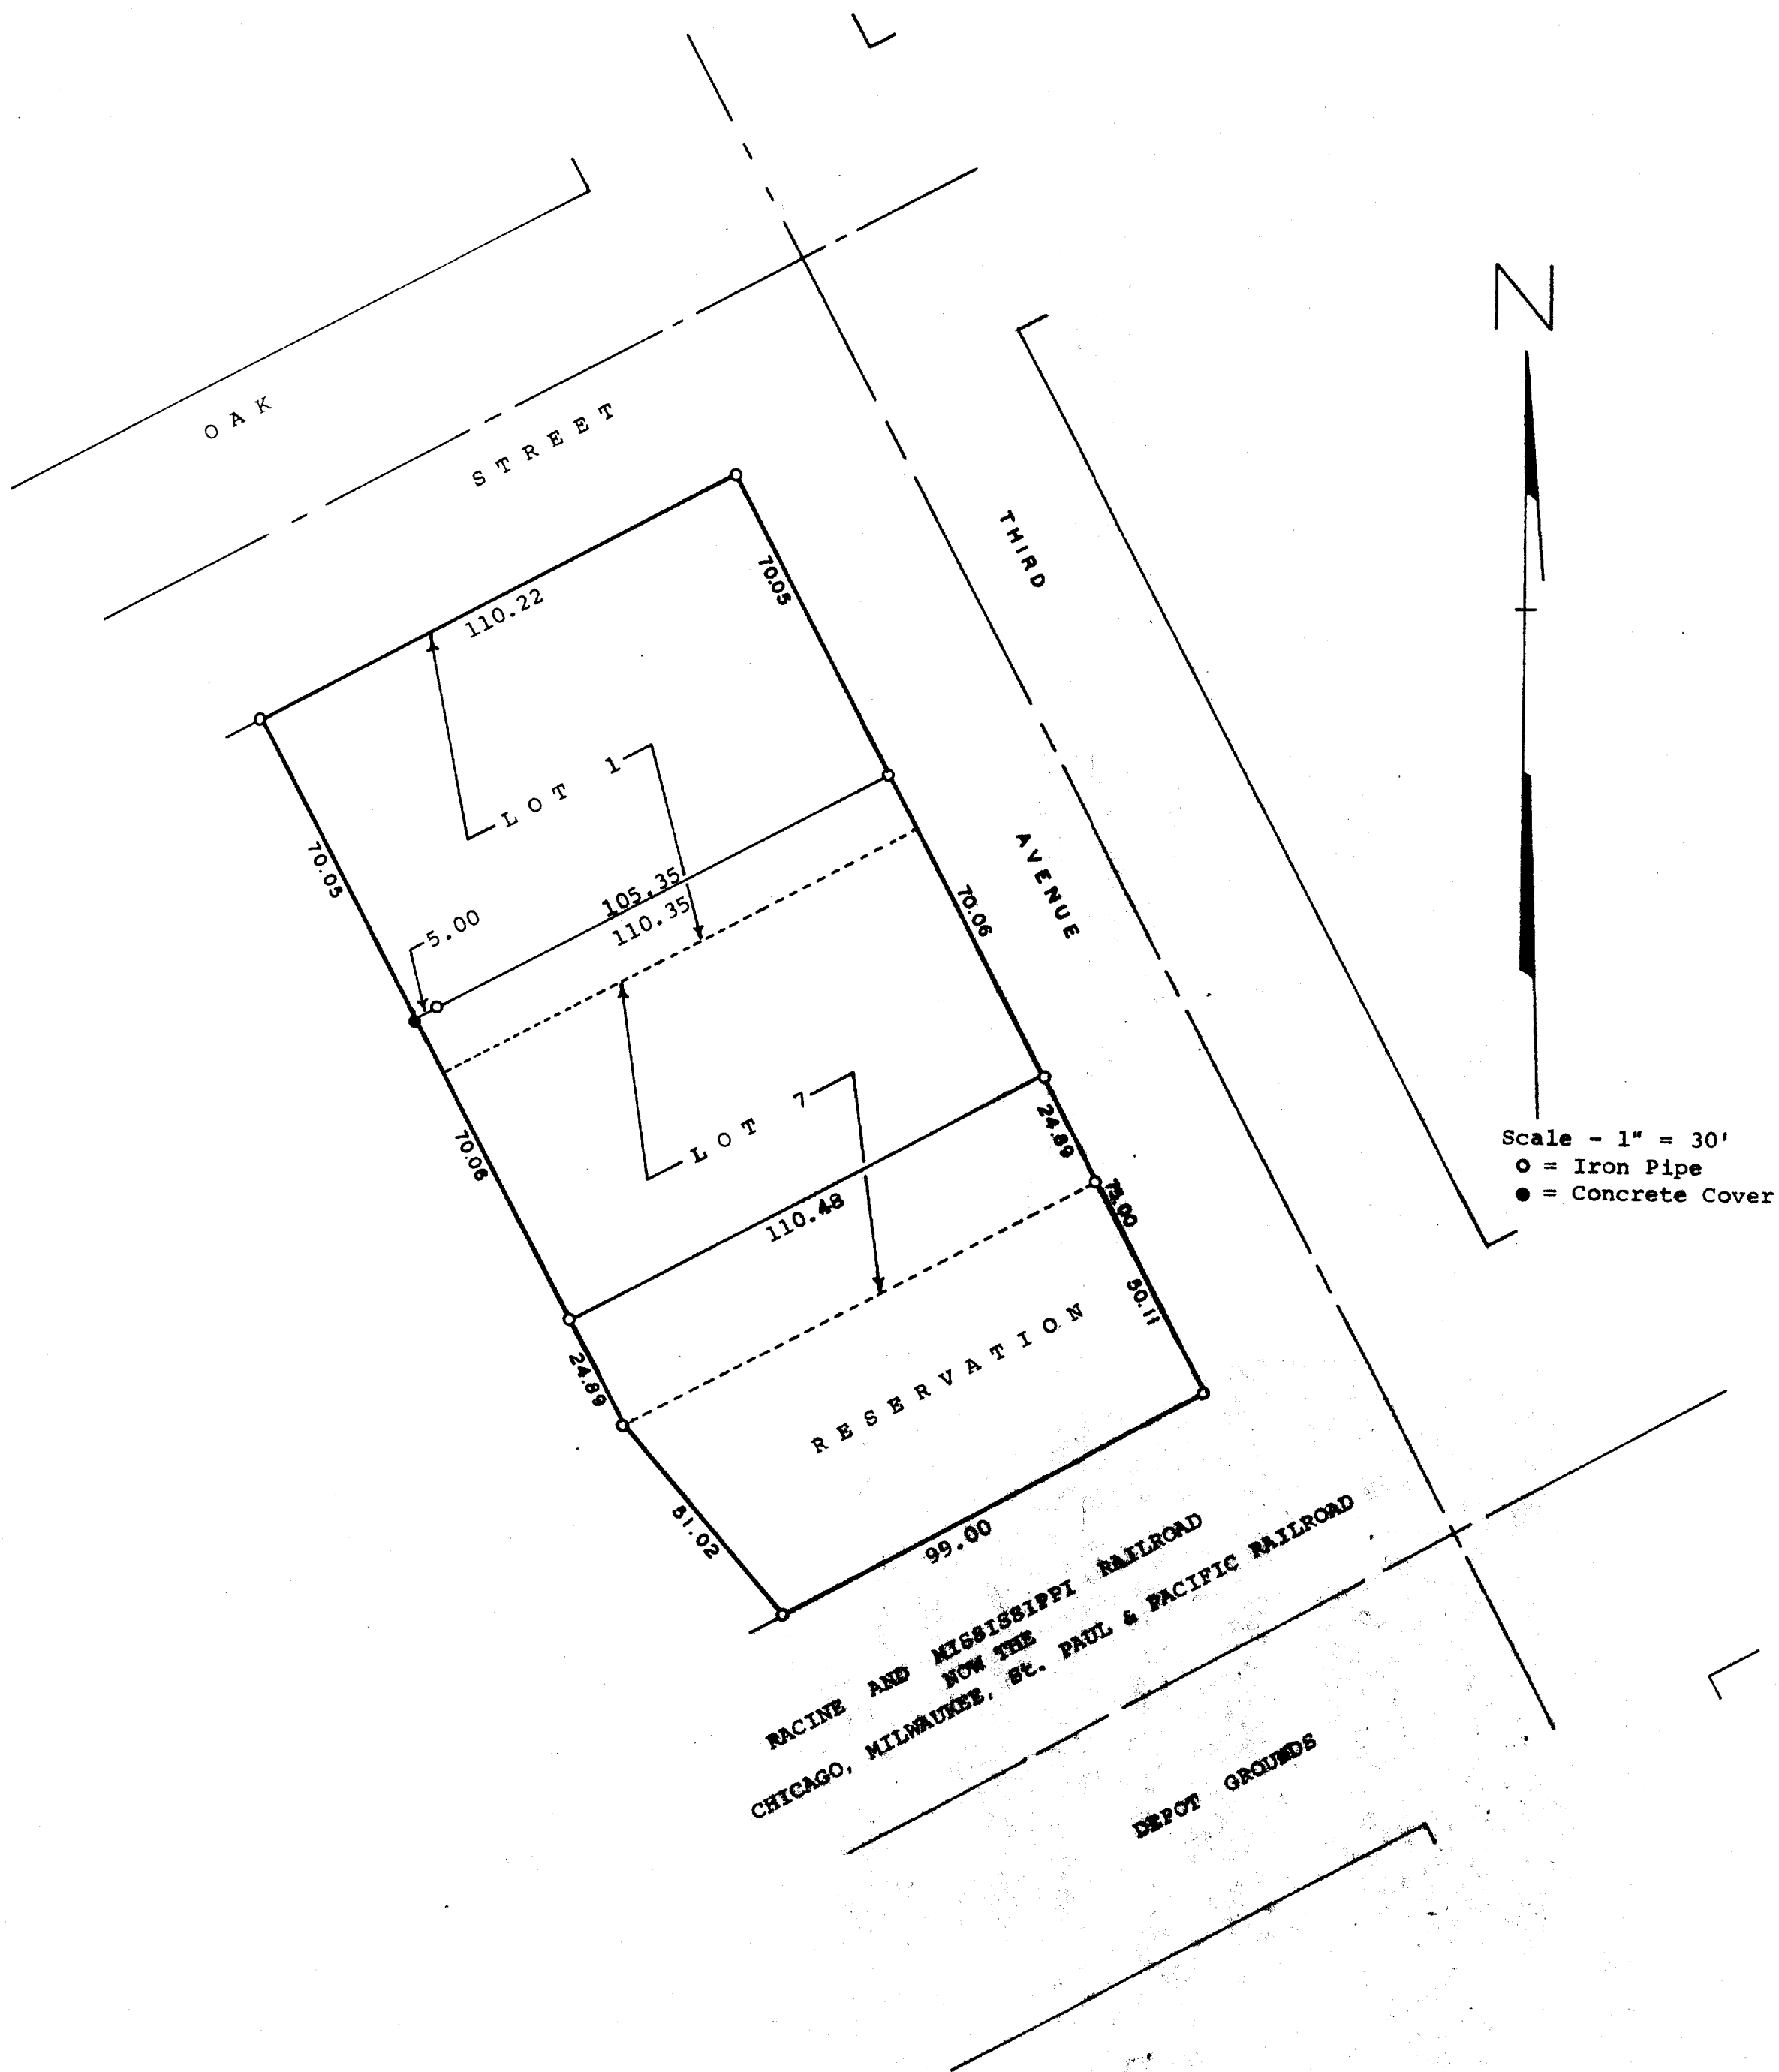 N
OAK
STREET
THIRD
AVENUE
110.22
70.05
LOT 1
70.05
105.35
110.35
5.00
70.06
70.06
LOT 7
24.89
75.00
110.48
50.11
24.89
RESERVATION
51.02
99.00
Scale - 1" = 30'
o = Iron Pipe
● = Concrete Cover
RACINE AND MISSISSIPPI RAILROAD
NOW THE
CHICAGO, MILWAUKEE, St. PAUL & PACIFIC RAILROAD
DEPOT GROUNDS